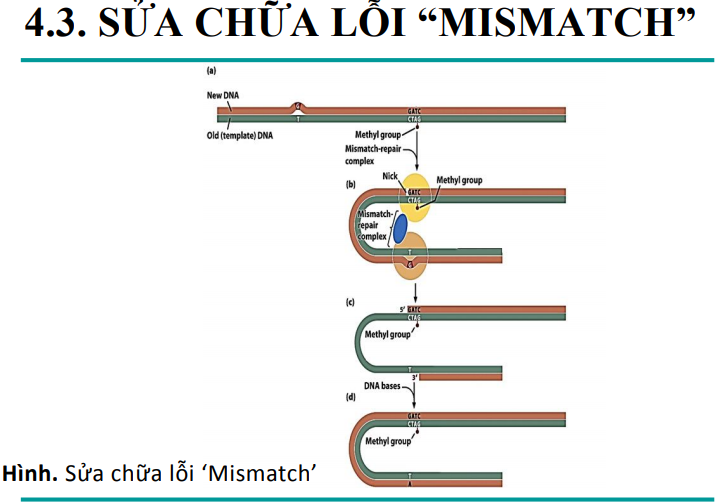 4.3. SỬA CHỮA LỖI “MISMATCH”
(a)
New DNA
G
GATC
T
CTAG
Old (template) DNA
Methyl group
Mismatch-repair
complex
Nick
Methyl group
(b)
GATC
CTAG
Mismatch-
repair
complex
T
G
(c)
5′ GATC
CTAG
Methyl group
T
3′
DNA bases
(d)
GATC
CTAG
Methyl group
T
A
Hình. Sửa chữa lỗi ‘Mismatch’